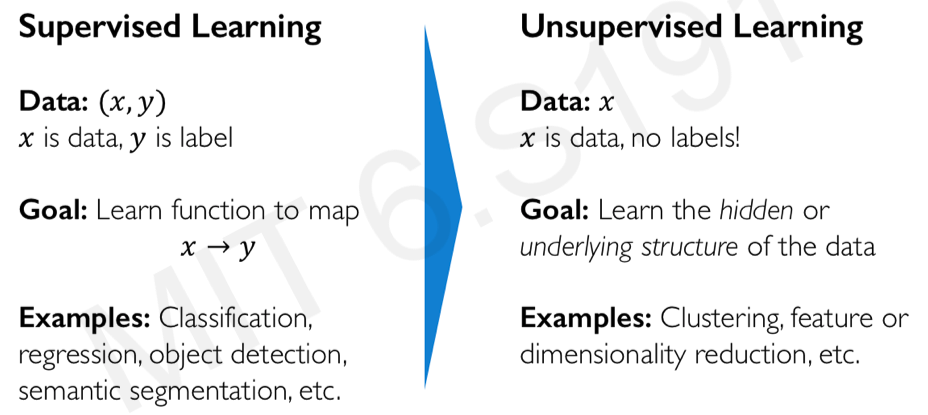 Supervised Learning
Data: (x, y)
x is data, y is label
Goal: Learn function to map
x → y
Examples: Classification,
regression, object detection,
semantic segmentation, etc.
Unsupervised Learning
Data: x
x is data, no labels!
Goal: Learn the hidden or
underlying structure of the data
Examples: Clustering, feature or
dimensionality reduction, etc.
MIT 6.S191